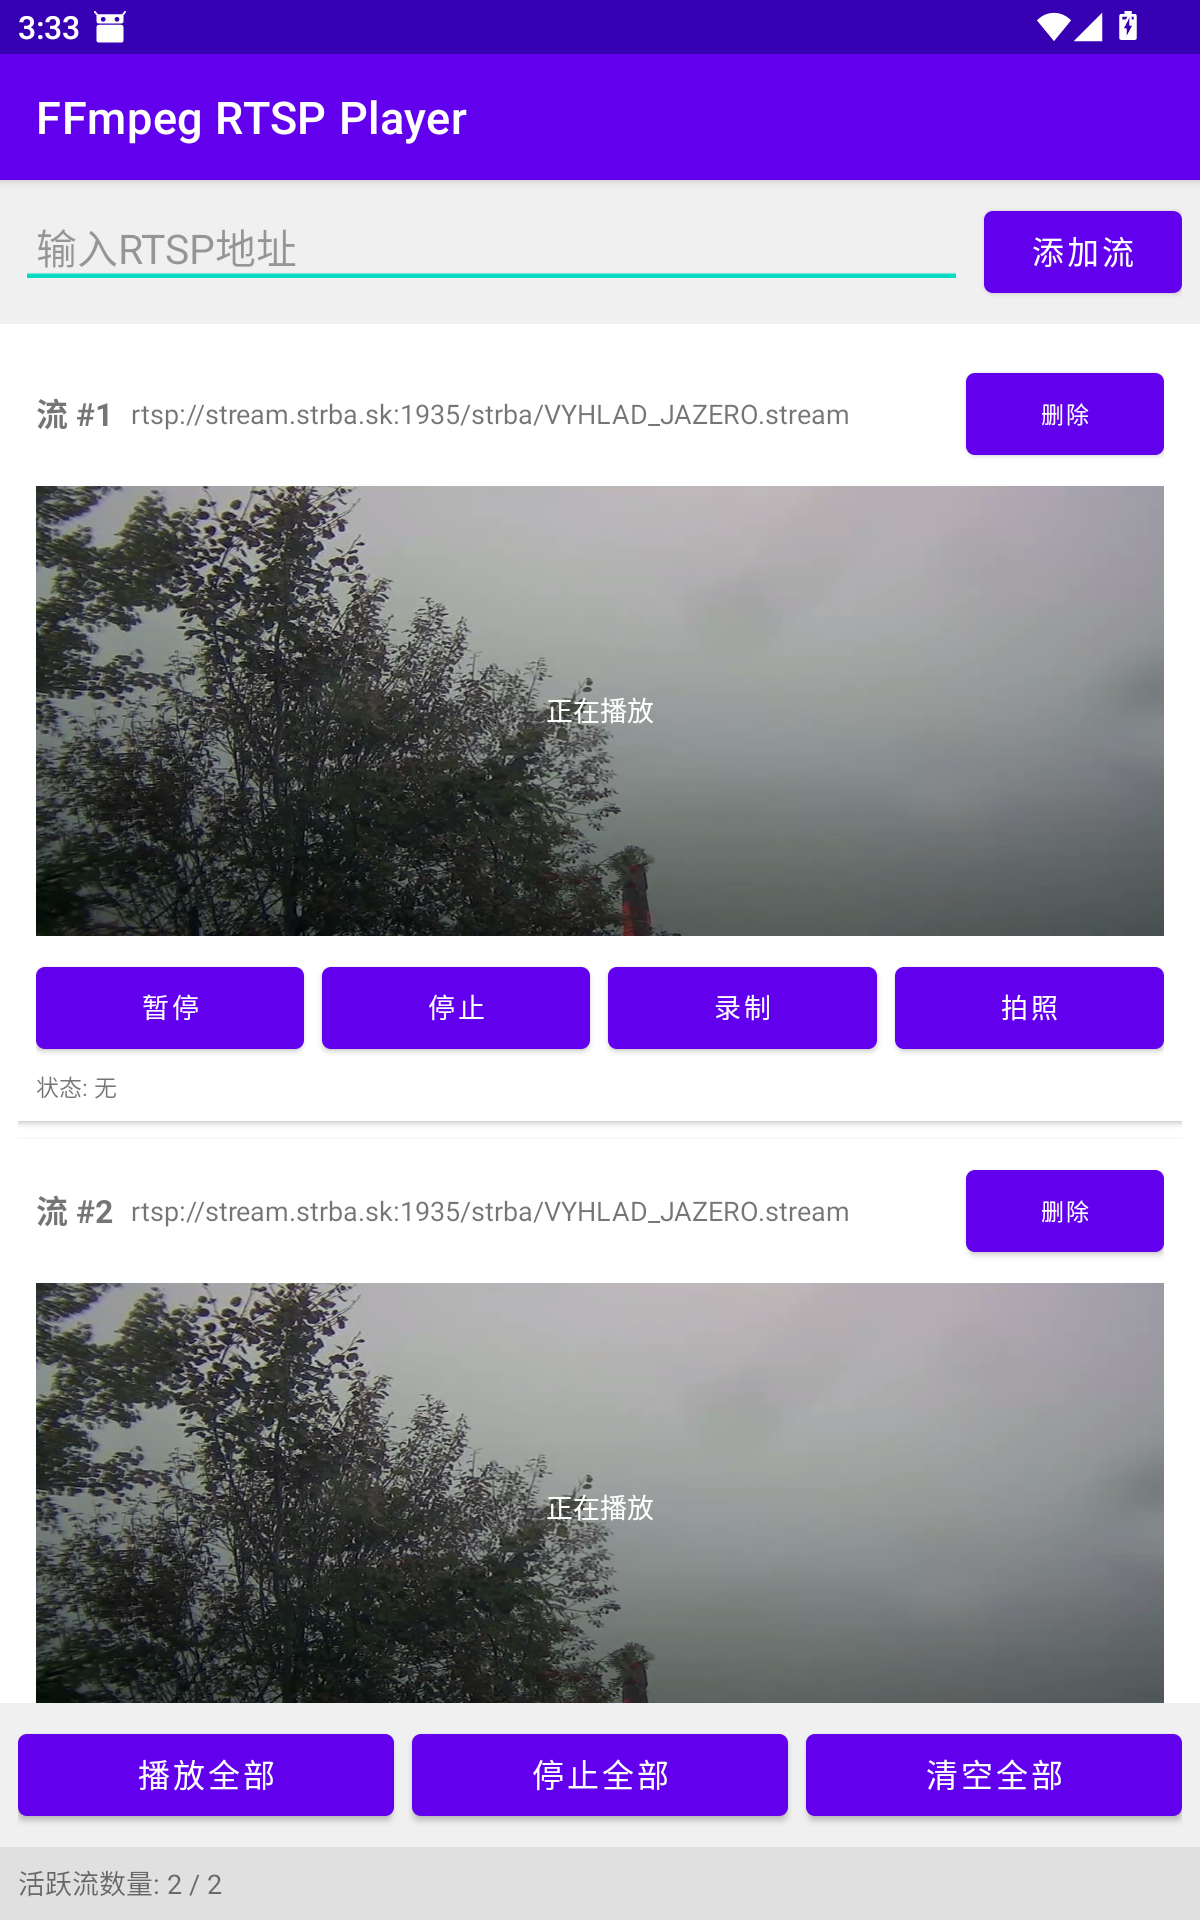 3:33
FFmpeg RTSP Player
输入RTSP地址
添加流
流 #1 rtsp://stream.strba.sk:1935/strba/VYHLAD_JAZERO.stream 删除
正在播放
暂停 停止 录制 拍照
状态: 无
流 #2 rtsp://stream.strba.sk:1935/strba/VYHLAD_JAZERO.stream 删除
正在播放
播放全部 停止全部 清空全部
活跃流数量: 2 / 2